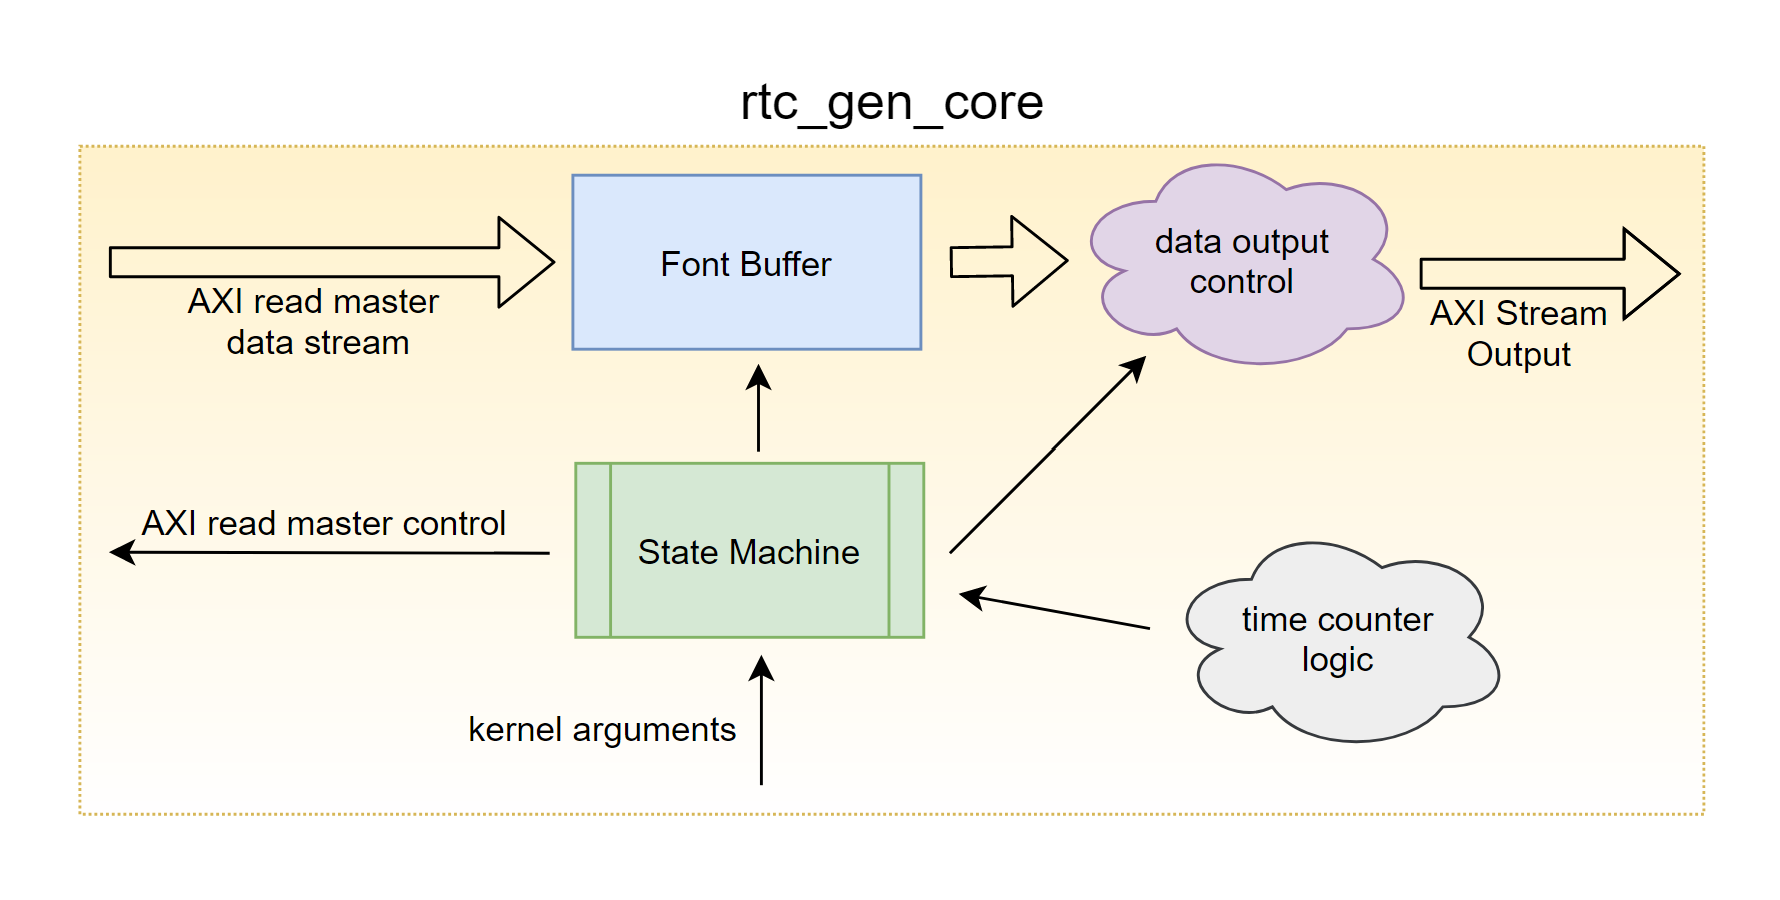 rtc_gen_core
Font Buffer
data output
control
AXI read master
data stream
AXI Stream
Output
AXI read master control
State Machine
time counter
logic
kernel arguments